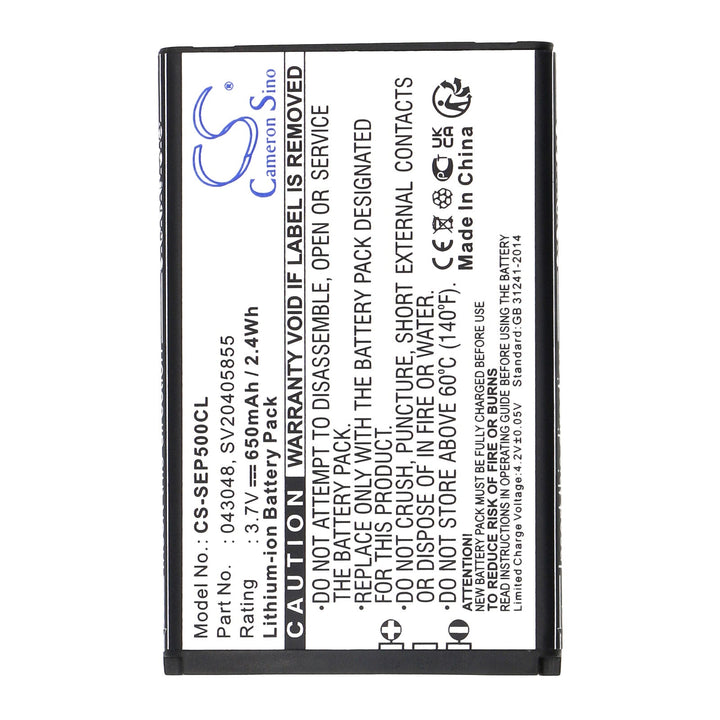 CS®
Cameron Sino
Model No.: CS-SEP500CL
Part No. : 043048, SV20405855
Rating : 3.7V 650mAh / 2.4Wh
Lithium-ion Battery Pack
CAUTION WARRANTY VOID IF LABEL IS REMOVED
•DO NOT ATTEMPT TO DISASSEMBLE, OPEN OR SERVICE
•REPLACE ONLY WITH THE BATTERY PACK DESIGNATED
FOR THIS APPLICATION.
•DO NOT CRUSH, PUNCTURE, SHORT EXTERNAL CONTACTS
OR DISPOSE OF IN FIRE OR WATER.
•DO NOT STORE ABOVE 60°C (140°F).
CE UK CA
Made In China
ATTENTION!
NEW BATTERY PACK MUST BE FULLY CHARGED BEFORE USE
TO REDUCE RISK OF FIRE OR BURNS
READ INSTRUCTIONS IN GUIDE BEFORE USING THE BATTERY
Limited Charge Voltage:4.2V±0.05V Standard:GB 31241-2014
+ −